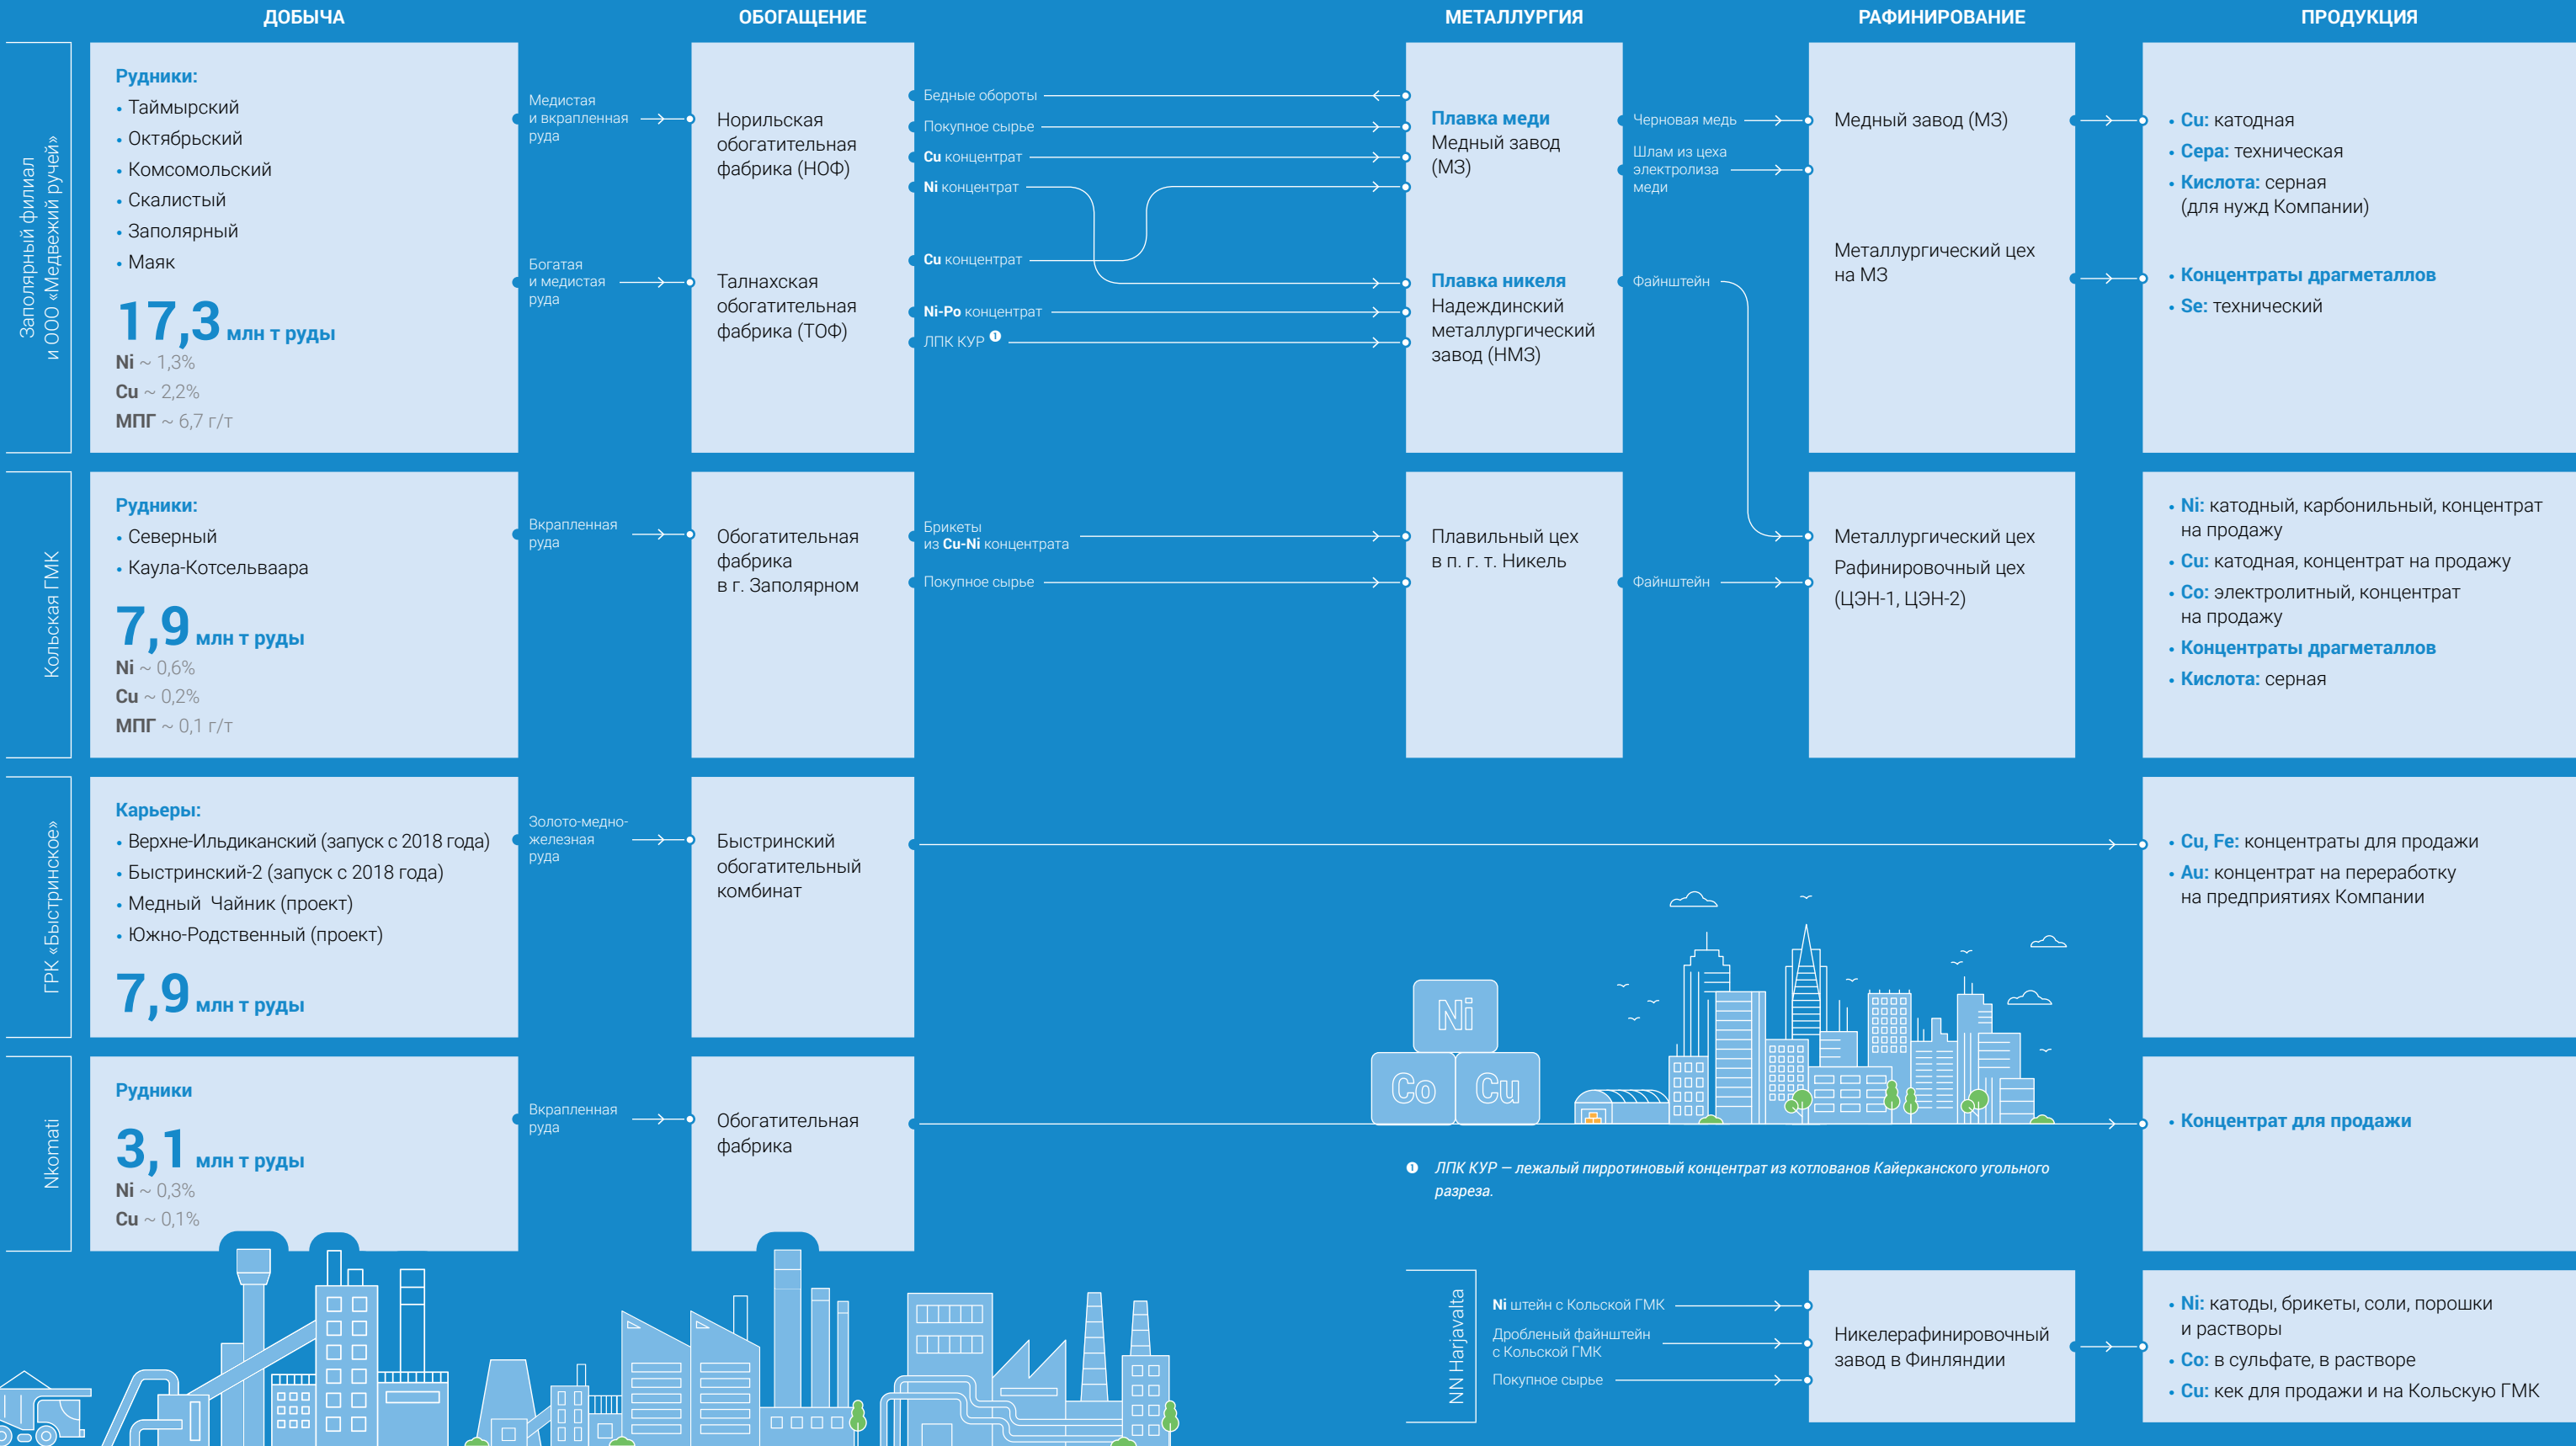 ДОБЫЧА
ОБОГАЩЕНИЕ
МЕТАЛЛУРГИЯ
РАФИНИРОВАНИЕ
ПРОДУКЦИЯ
Заполярный филиал
и ООО «Медвежий ручей»
Рудники:
• Таймырский
• Октябрьский
• Комсомольский
• Скалистый
• Заполярный
• Маяк
17,3 млн т руды
Ni ~ 1,3%
Cu ~ 2,2%
МПГ ~ 6,7 г/т
Медистая
и вкрапленная
руда
Богатая
и медистая
руда
Норильская
обогатительная
фабрика (НОФ)
Талнахская
обогатительная
фабрика (ТОФ)
Бедные обороты
Покупное сырье
Cu концентрат
Ni концентрат
Cu концентрат
Ni-Po концентрат
ЛПК КУР 1
Плавка меди
Медный завод
(МЗ)
Плавка никеля
Надеждинский
металлургический
завод (НМЗ)
Черновая медь
Шлам из цеха
электролиза
меди
Файнштейн
Медный завод (МЗ)
Металлургический цех
на МЗ
• Cu: катодная
• Сера: техническая
• Кислота: серная
(для нужд Компании)
• Концентраты драгметаллов
• Se: технический
Кольская ГМК
Рудники:
• Северный
• Каула-Котсельваара
7,9 млн т руды
Ni ~ 0,6%
Cu ~ 0,2%
МПГ ~ 0,1 г/т
Вкрапленная
руда
Обогатительная
фабрика
в г. Заполярном
Брикеты
из Cu-Ni концентрата
Покупное сырье
Плавильный цех
в п. г. т. Никель
Файнштейн
Металлургический цех
Рафинировочный цех
(ЦЭН-1, ЦЭН-2)
• Ni: катодный, карбонильный, концентрат
на продажу
• Cu: катодная, концентрат на продажу
• Co: электролитный, концентрат
на продажу
• Концентраты драгметаллов
• Кислота: серная
ГРК «Быстринское»
Карьеры:
• Верхне-Ильдиканский (запуск с 2018 года)
• Быстринский-2 (запуск с 2018 года)
• Медный Чайник (проект)
• Южно-Родственный (проект)
7,9 млн т руды
Золото-медно-
железная
руда
Быстринский
обогатительный
комбинат
• Cu, Fe: концентраты для продажи
• Au: концентрат на переработку
на предприятиях Компании
Ni
Co
Cu
Nkomati
Рудники
3,1 млн т руды
Ni ~ 0,3%
Cu ~ 0,1%
Вкрапленная
руда
Обогатительная
фабрика
• Концентрат для продажи
1 ЛПК КУР — лежалый пирротиновый концентрат из котлованов Кайерканского угольного
разреза.
NN Harjavalta
Ni штейн с Кольской ГМК
Дробленый файнштейн
с Кольской ГМК
Покупное сырье
Никелерафинировочный
завод в Финляндии
• Ni: катоды, брикеты, соли, порошки
и растворы
• Co: в сульфате, в растворе
• Cu: кек для продажи и на Кольскую ГМК